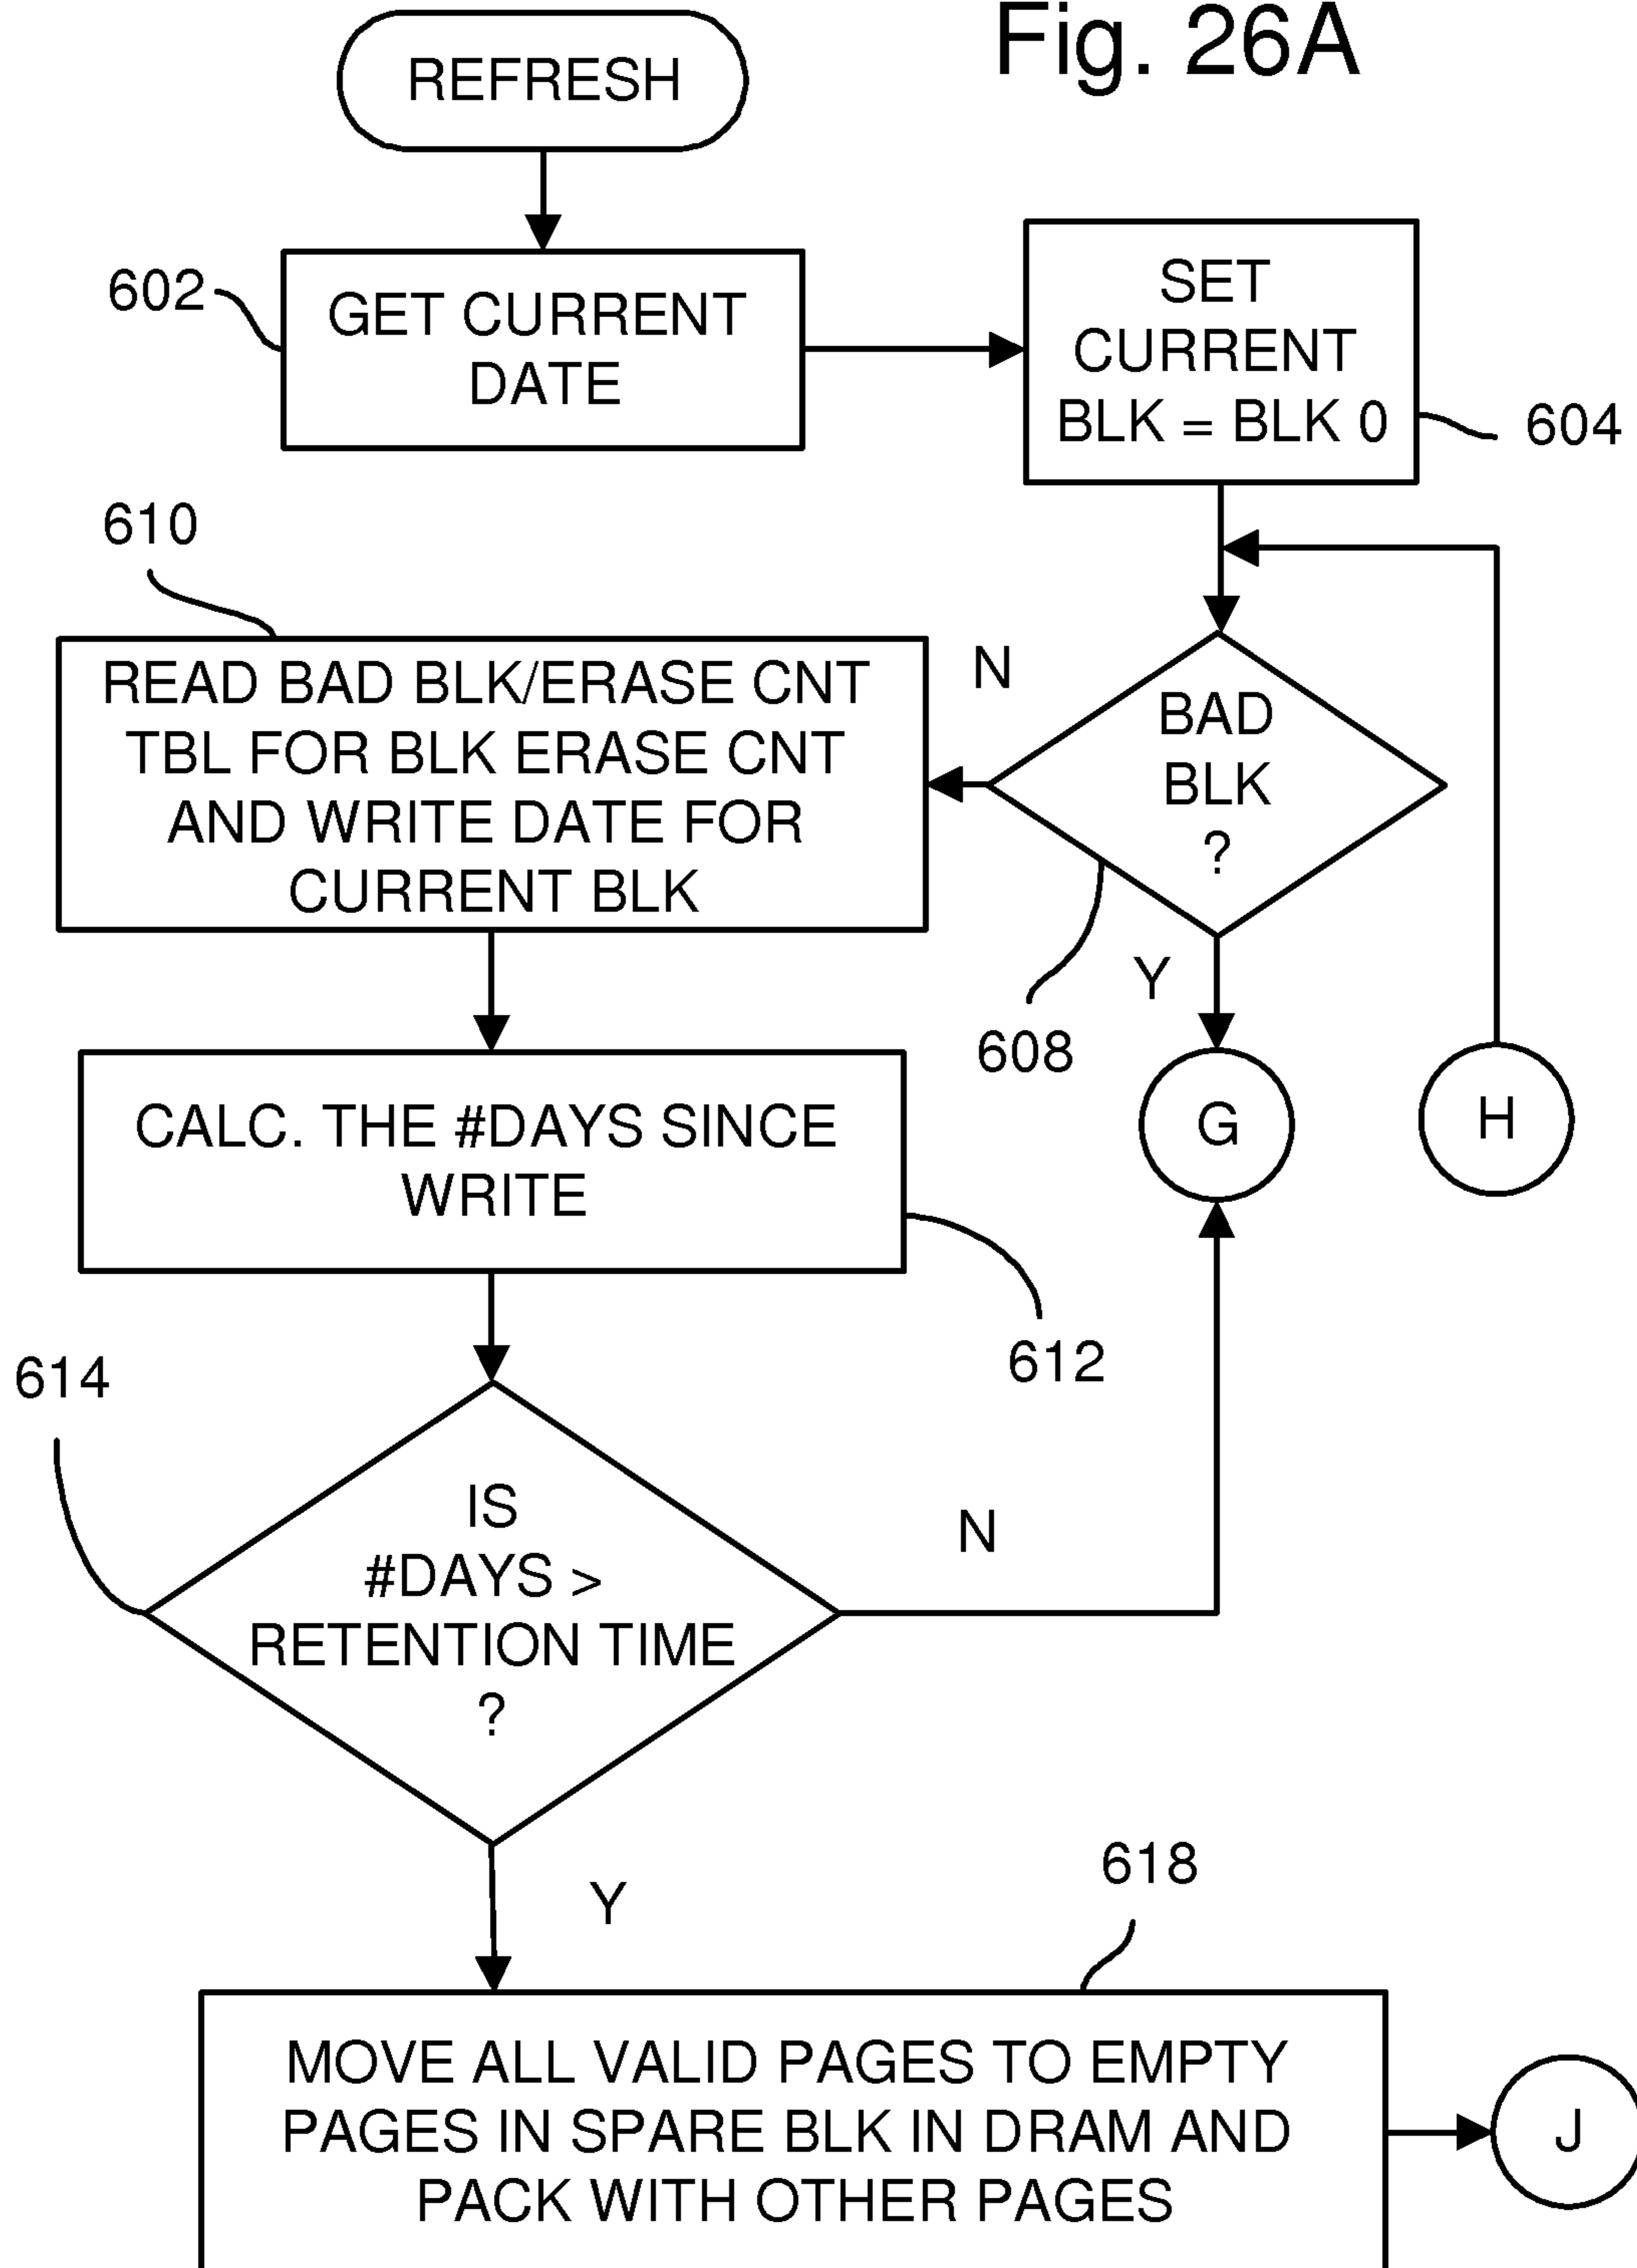 Fig. 26A
REFRESH
602
GET CURRENT
DATE
SET
CURRENT
BLK = BLK 0
604
610
READ BAD BLK/ERASE CNT
TBL FOR BLK ERASE CNT
AND WRITE DATE FOR
CURRENT BLK
N
BAD
BLK
?
Y
608
G
H
CALC. THE #DAYS SINCE
WRITE
612
614
IS
#DAYS >
RETENTION TIME
?
N
Y
618
MOVE ALL VALID PAGES TO EMPTY
PAGES IN SPARE BLK IN DRAM AND
PACK WITH OTHER PAGES
J